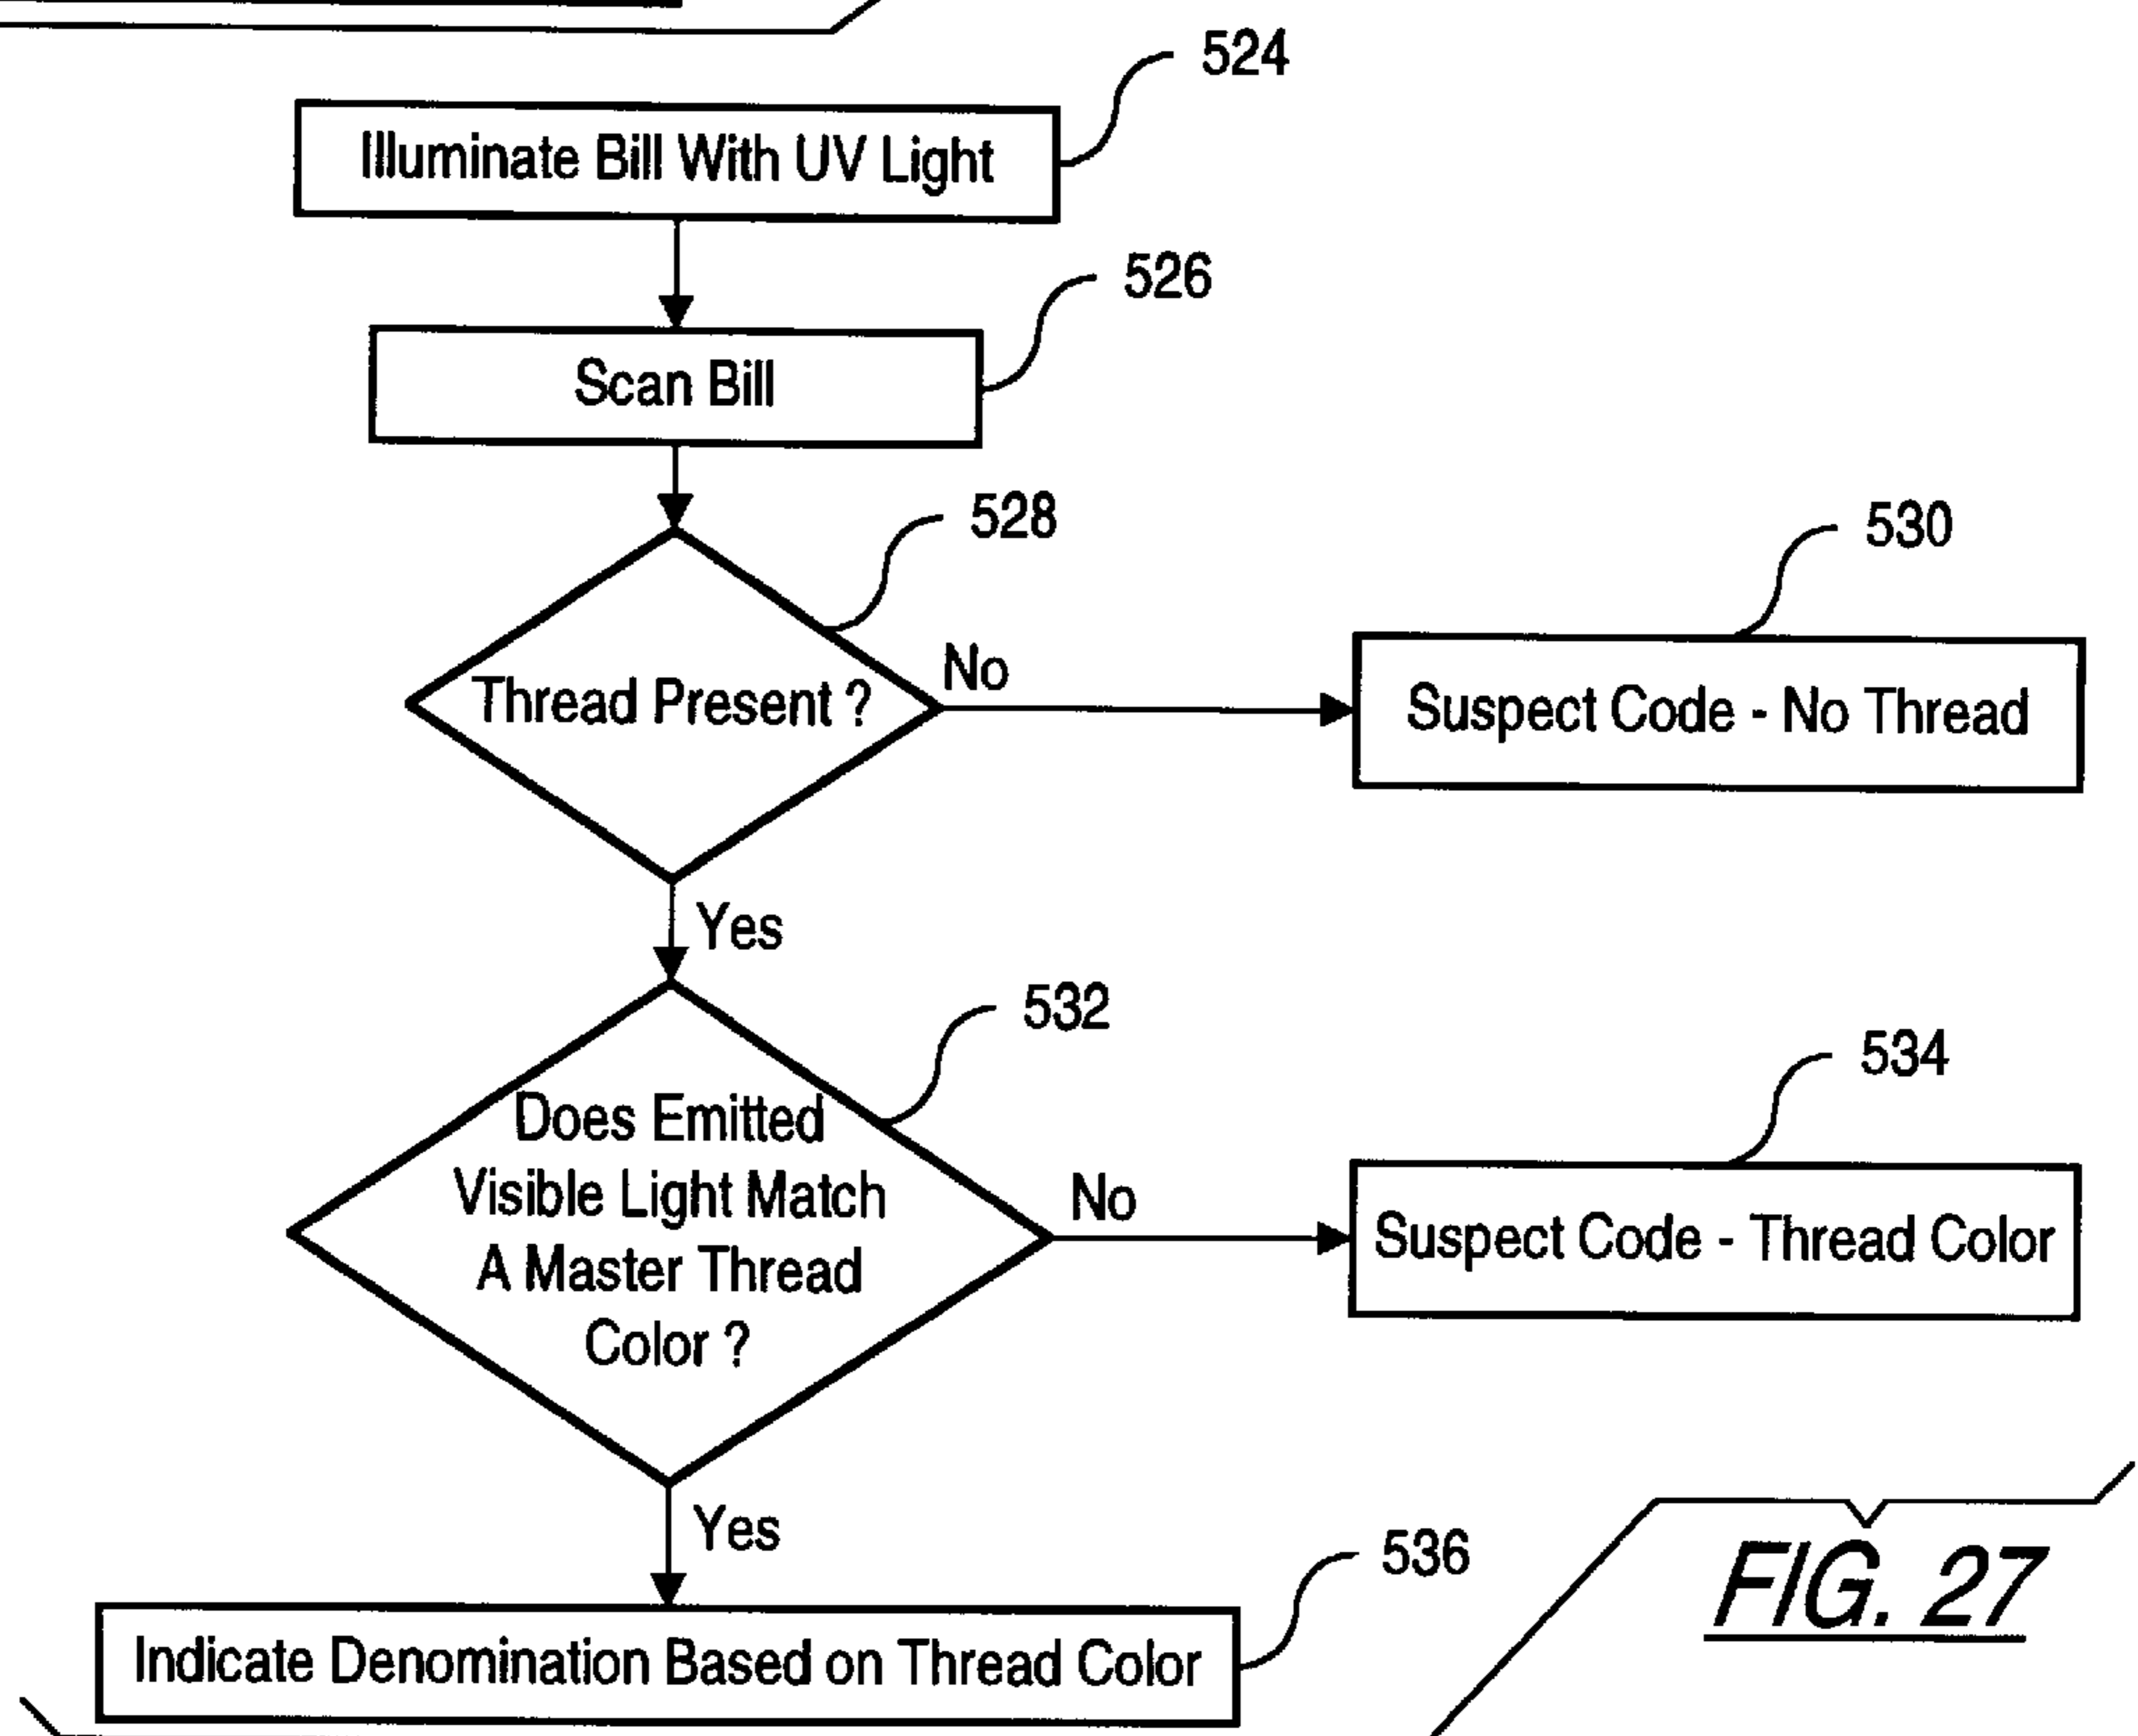 524
Illuminate Bill With UV Light
526
Scan Bill
528
530
Thread Present ?
No
Suspect Code - No Thread
Yes
532
534
Does Emitted
Visible Light Match
A Master Thread
Color ?
No
Suspect Code - Thread Color
Yes
536
Indicate Denomination Based on Thread Color
FIG. 27